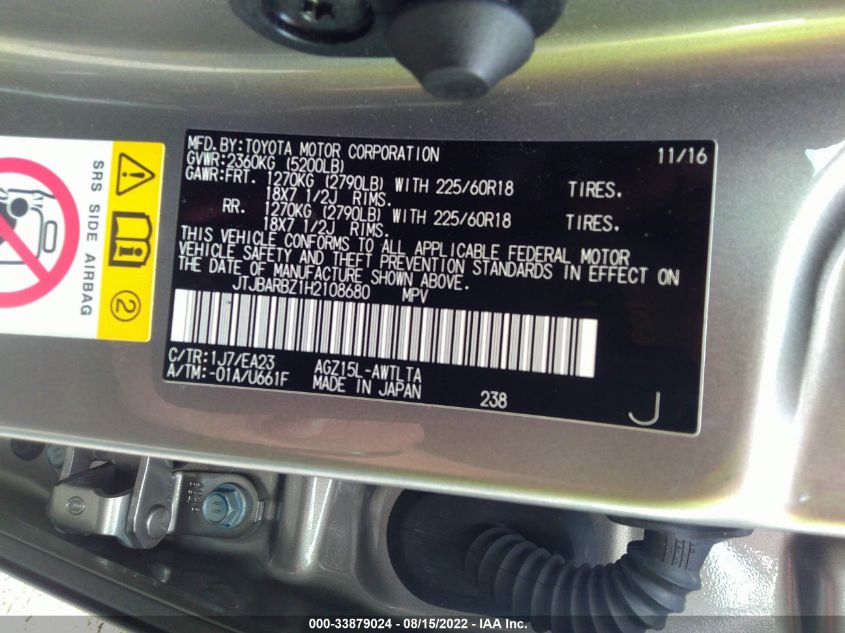 MFD.BY:TOYOTA MOTOR CORPORATION 11/16
GVWR:2360KG (5200LB)
GAWR:FRT. 1270KG (2790LB) WITH 225/60R18 TIRES.
18X7 1/2J RIMS.
RR. 1270KG (2790LB) WITH 225/60R18 TIRES.
18X7 1/2J RIMS.
THIS VEHICLE CONFORMS TO ALL APPLICABLE FEDERAL MOTOR
VEHICLE SAFETY AND THEFT PREVENTION STANDARDS IN EFFECT ON
THE DATE OF MANUFACTURE SHOWN ABOVE.
JTJBARBZ1H2108680 MPV
C/TR:1J7/EA23 AGZ15L-AWTLTA
A/TM:-01A/U661F MADE IN JAPAN 238 J
SRS SIDE AIRBAG
2
000-33879024 - 08/15/2022 - IAA Inc.